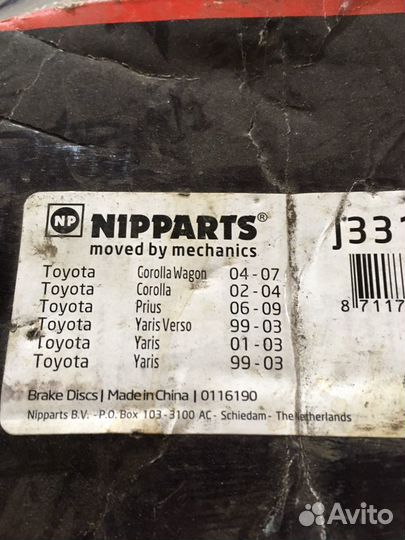 NP NIPPARTS® J331
moved by mechanics
Toyota Corolla Wagon 04 - 07
Toyota Corolla 02 - 04
Toyota Prius 06 - 09
Toyota Yaris Verso 99 - 03
Toyota Yaris 01 - 03
Toyota Yaris 99 - 03
8 7117
Brake Discs | Made in China | 0116190
Nipparts B.V. - P.O. Box 103 - 3100 AC - Schiedam - The Netherlands
Avito